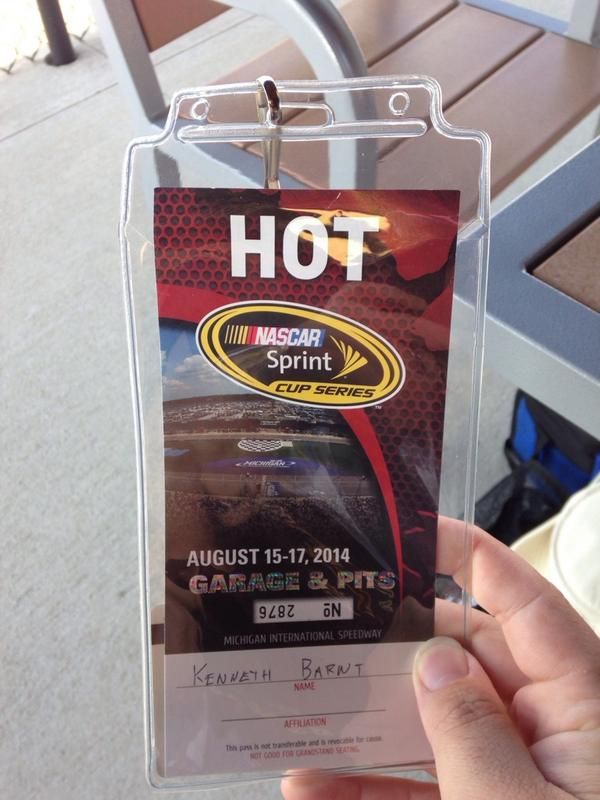 HOT
NASCAR
Sprint
CUP SERIES
MICHIGAN
AUGUST 15-17, 2014
GARAGE & PITS
Nº 2876
MICHIGAN INTERNATIONAL SPEEDWAY
KENNETH BARNT
NAME
AFFILIATION
This pass is not transferable and is revocable for cause.
NOT GOOD FOR GRANDSTAND SEATING.